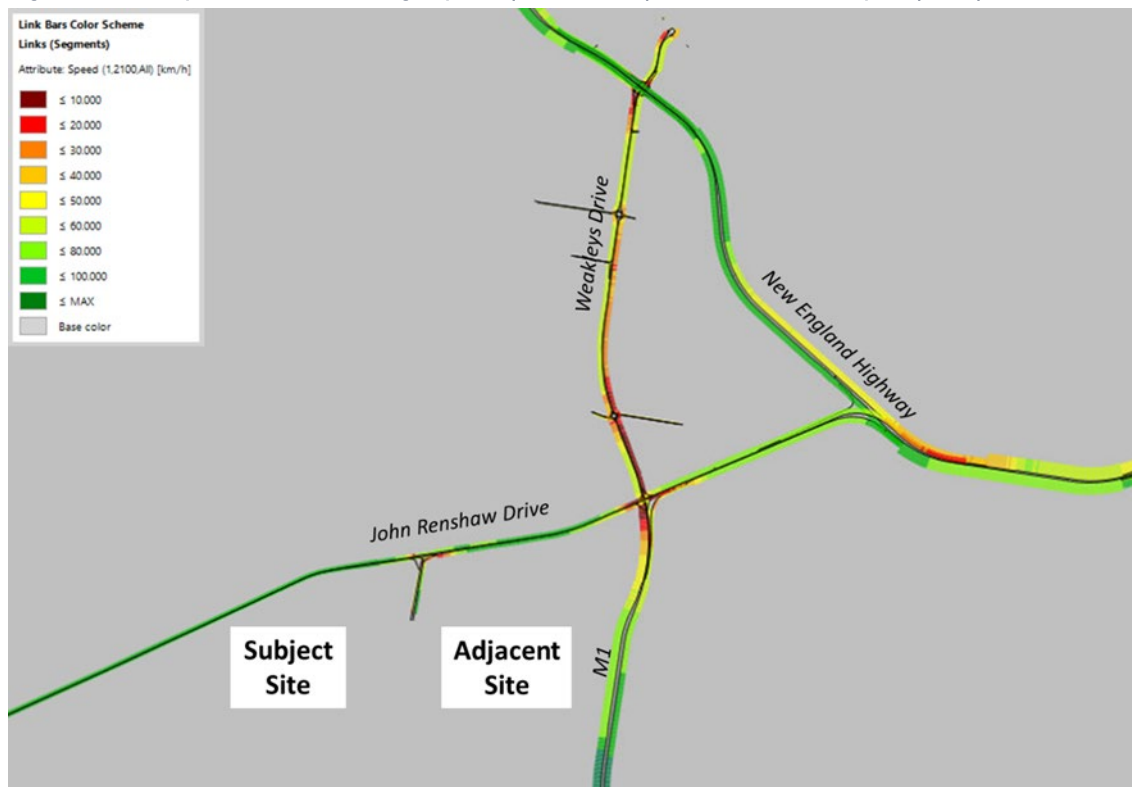 Link Bars Color Scheme
Links (Segments)
Attribute: Speed (1,2100,All) [km/h]
≤ 10.000
≤ 20.000
≤ 30.000
≤ 40.000
≤ 50.000
≤ 60.000
≤ 80.000
≤ 100.000
≤ MAX
Base color
Weakleys Drive
New England Highway
John Renshaw Drive
Subject
Site
Adjacent
Site
M1